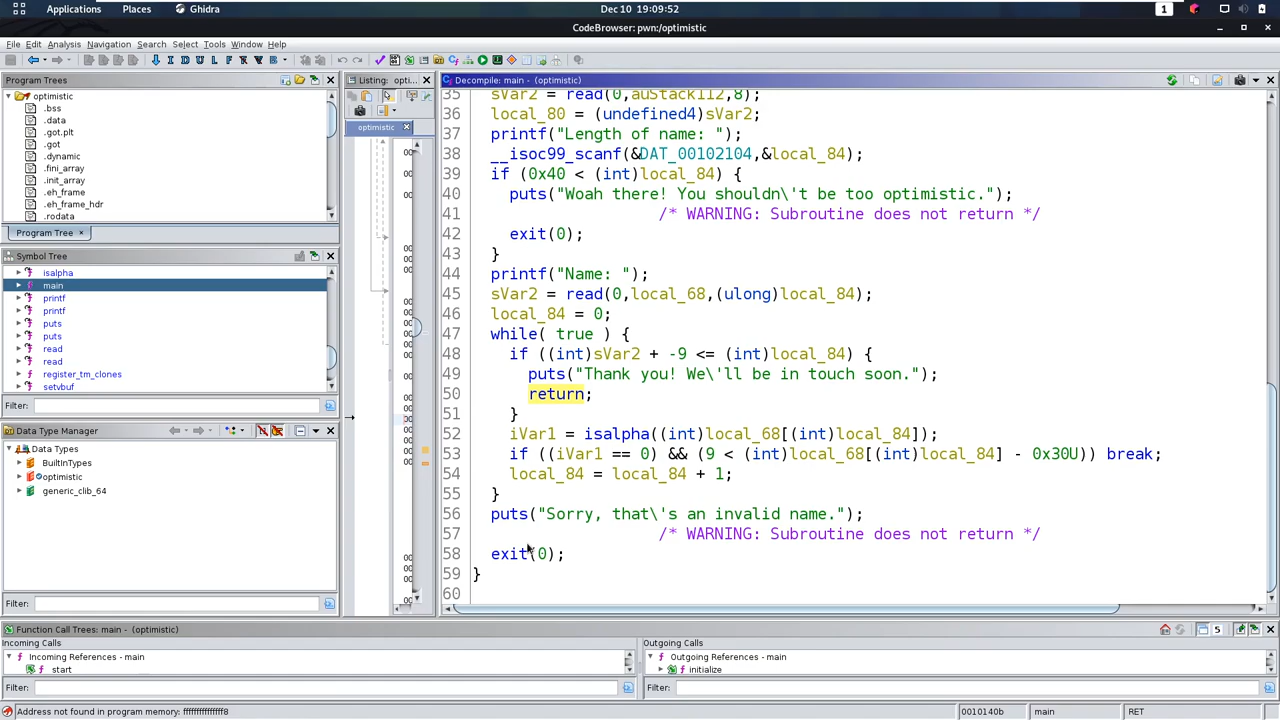 Applications Places Ghidra Dec 10 19:09:52 1
CodeBrowser: pwn:/optimistic
File Edit Analysis Navigation Search Select Tools Window Help
I D U L F R V B
Program Trees
optimistic
.bss
.data
.got.plt
.got
.dynamic
.fini_array
.init_array
.eh_frame
.eh_frame_hdr
.rodata
Program Tree ×
Symbol Tree
isalpha
main
printf
printf
puts
puts
read
read
register_tm_clones
setvbuf
Filter:
Data Type Manager
Data Types
BuiltInTypes
optimistic
generic_clib_64
Filter:
Listing: opti...
optimistic
Decompile: main - (optimistic)
35 sVar2 = read(0,auStack112,8);
36 local_80 = (undefined4)sVar2;
37 printf("Length of name: ");
38 __isoc99_scanf(&DAT_00102104,&local_84);
39 if (0x40 < (int)local_84) {
40 puts("Woah there! You shouldn\'t be too optimistic.");
41 /* WARNING: Subroutine does not return */
42 exit(0);
43 }
44 printf("Name: ");
45 sVar2 = read(0,local_68,(ulong)local_84);
46 local_84 = 0;
47 while( true ) {
48 if ((int)sVar2 + -9 <= (int)local_84) {
49 puts("Thank you! We\'ll be in touch soon.");
50 return;
51 }
52 iVar1 = isalpha((int)local_68[(int)local_84]);
53 if ((iVar1 == 0) && (9 < (int)local_68[(int)local_84] - 0x30U)) break;
54 local_84 = local_84 + 1;
55 }
56 puts("Sorry, that\'s an invalid name.");
57 /* WARNING: Subroutine does not return */
58 exit(0);
59 }
60
Function Call Trees: main - (optimistic)
Incoming Calls
Incoming References - main
start
Filter:
Outgoing Calls
Outgoing References - main
initialize
Filter:
Address not found in program memory: fffffffffffffff8 0010140b main RET